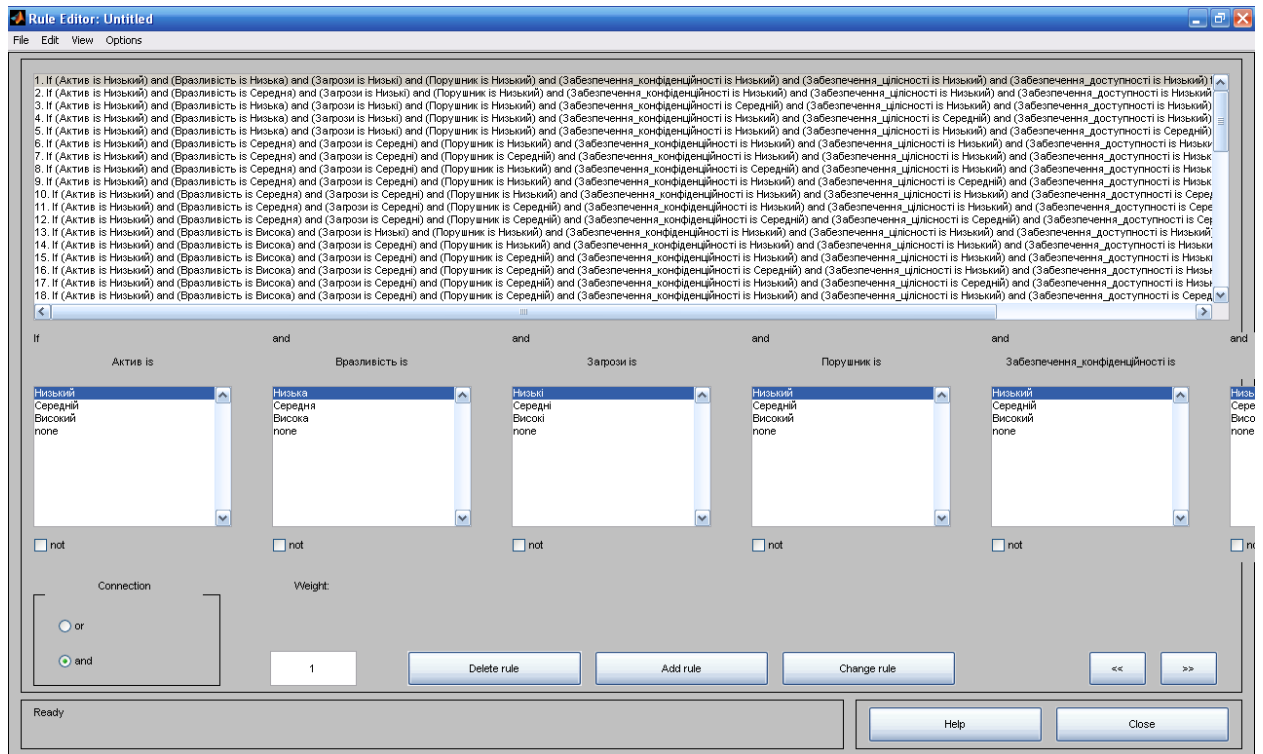 Rule Editor: Untitled
File Edit View Options
1. If (Актив is Низький) and (Вразливість is Низька) and (Загрози is Низькі) and (Порушник is Низький) and (Забезпечення_конфіденційності is Низький) and (Забезпечення_цілісності is Низький) and (Забезпечення_доступності is Низький)
2. If (Актив is Низький) and (Вразливість is Середня) and (Загрози is Низькі) and (Порушник is Низький) and (Забезпечення_конфіденційності is Низький) and (Забезпечення_цілісності is Низький) and (Забезпечення_доступності is Низький)
3. If (Актив is Низький) and (Вразливість is Низька) and (Загрози is Низькі) and (Порушник is Низький) and (Забезпечення_конфіденційності is Середній) and (Забезпечення_цілісності is Низький) and (Забезпечення_доступності is Низький)
4. If (Актив is Низький) and (Вразливість is Низька) and (Загрози is Низькі) and (Порушник is Низький) and (Забезпечення_конфіденційності is Низький) and (Забезпечення_цілісності is Середній) and (Забезпечення_доступності is Низький)
5. If (Актив is Низький) and (Вразливість is Низька) and (Загрози is Низькі) and (Порушник is Низький) and (Забезпечення_конфіденційності is Низький) and (Забезпечення_цілісності is Низький) and (Забезпечення_доступності is Середній)
6. If (Актив is Низький) and (Вразливість is Середня) and (Загрози is Середні) and (Порушник is Низький) and (Забезпечення_конфіденційності is Низький) and (Забезпечення_цілісності is Низький) and (Забезпечення_доступності is Низьки
7. If (Актив is Низький) and (Вразливість is Середня) and (Загрози is Середні) and (Порушник is Середній) and (Забезпечення_конфіденційності is Низький) and (Забезпечення_цілісності is Низький) and (Забезпечення_доступності is Низьк
8. If (Актив is Низький) and (Вразливість is Середня) and (Загрози is Середні) and (Порушник is Низький) and (Забезпечення_конфіденційності is Середній) and (Забезпечення_цілісності is Низький) and (Забезпечення_доступності is Низьк
9. If (Актив is Низький) and (Вразливість is Середня) and (Загрози is Середні) and (Порушник is Низький) and (Забезпечення_конфіденційності is Низький) and (Забезпечення_цілісності is Середній) and (Забезпечення_доступності is Низьк
10. If (Актив is Низький) and (Вразливість is Середня) and (Загрози is Середні) and (Порушник is Низький) and (Забезпечення_конфіденційності is Низький) and (Забезпечення_цілісності is Низький) and (Забезпечення_доступності is Серед
11. If (Актив is Низький) and (Вразливість is Середня) and (Загрози is Середні) and (Порушник is Середній) and (Забезпечення_конфіденційності is Низький) and (Забезпечення_цілісності is Середній) and (Забезпечення_доступності is Сере
12. If (Актив is Низький) and (Вразливість is Середня) and (Загрози is Середні) and (Порушник is Середній) and (Забезпечення_конфіденційності is Середній) and (Забезпечення_цілісності is Середній) and (Забезпечення_доступності is Сер
13. If (Актив is Низький) and (Вразливість is Висока) and (Загрози is Низькі) and (Порушник is Низький) and (Забезпечення_конфіденційності is Низький) and (Забезпечення_цілісності is Низький) and (Забезпечення_доступності is Низький)
14. If (Актив is Низький) and (Вразливість is Висока) and (Загрози is Середні) and (Порушник is Низький) and (Забезпечення_конфіденційності is Низький) and (Забезпечення_цілісності is Низький) and (Забезпечення_доступності is Низьки
15. If (Актив is Низький) and (Вразливість is Висока) and (Загрози is Середні) and (Порушник is Середній) and (Забезпечення_конфіденційності is Низький) and (Забезпечення_цілісності is Низький) and (Забезпечення_доступності is Низьк
16. If (Актив is Низький) and (Вразливість is Висока) and (Загрози is Середні) and (Порушник is Середній) and (Забезпечення_конфіденційності is Середній) and (Забезпечення_цілісності is Низький) and (Забезпечення_доступності is Низь
17. If (Актив is Низький) and (Вразливість is Висока) and (Загрози is Середні) and (Порушник is Середній) and (Забезпечення_конфіденційності is Низький) and (Забезпечення_цілісності is Середній) and (Забезпечення_доступності is Низь
18. If (Актив is Низький) and (Вразливість is Висока) and (Загрози is Середні) and (Порушник is Середній) and (Забезпечення_конфіденційності is Низький) and (Забезпечення_цілісності is Низький) and (Забезпечення_доступності is Серед
If and and and and and
Актив is Вразливість is Загрози is Порушник is Забезпечення_конфіденційності is
Низький Низька Низькі Низький Низький Низь
Середній Середня Середні Середній Середній Сере
Високий Висока Високі Високий Високий Висо
none none none none none none
not not not not not
Connection Weight:
or
and 1 Delete rule Add rule Change rule << >>
Ready Help Close